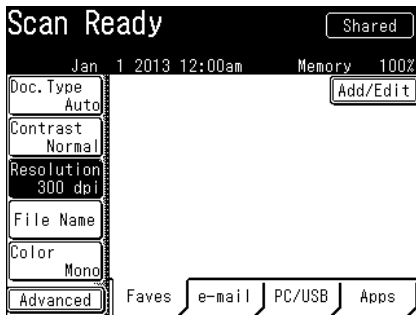 Scan Ready
Shared
Jan 1 2013 12:00am Memory 100%
Doc.Type
Auto
Add/Edit
Contrast
Normal
Resolution
300 dpi
File Name
Color
Mono
Advanced
Faves e-mail PC/USB Apps